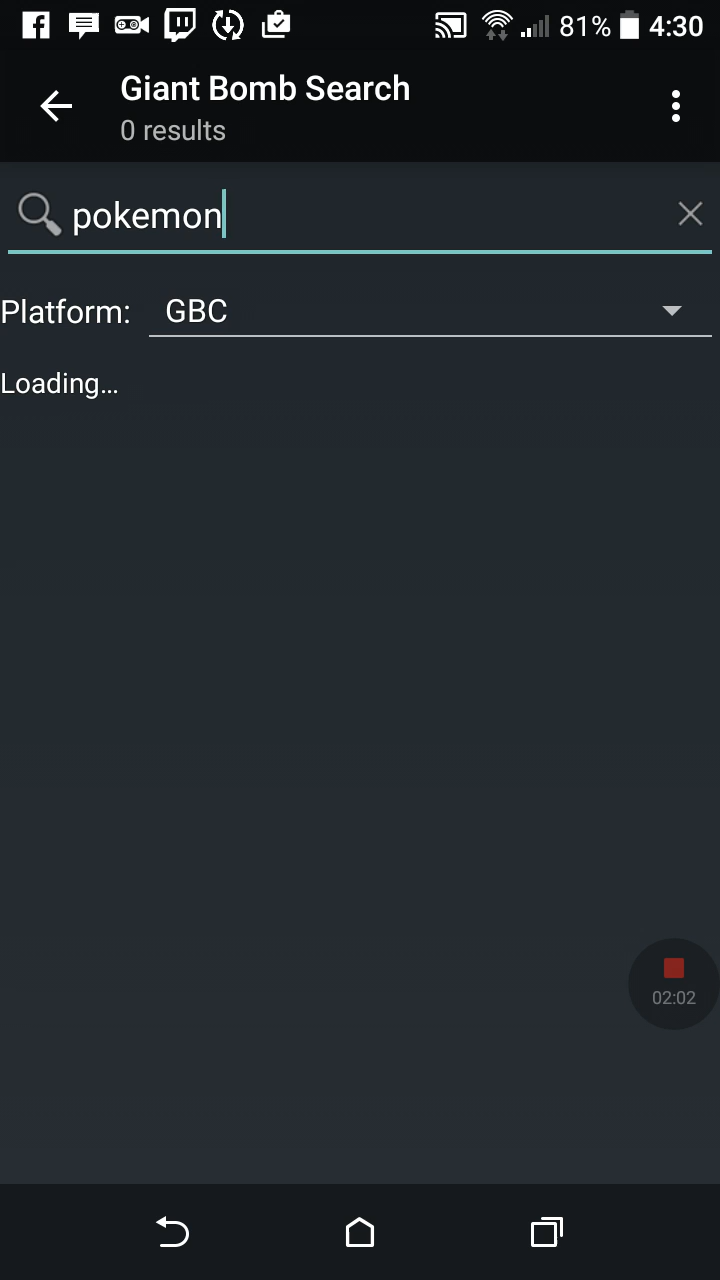 81% 4:30
Giant Bomb Search
0 results
pokemon
Platform: GBC
Loading...
02:02